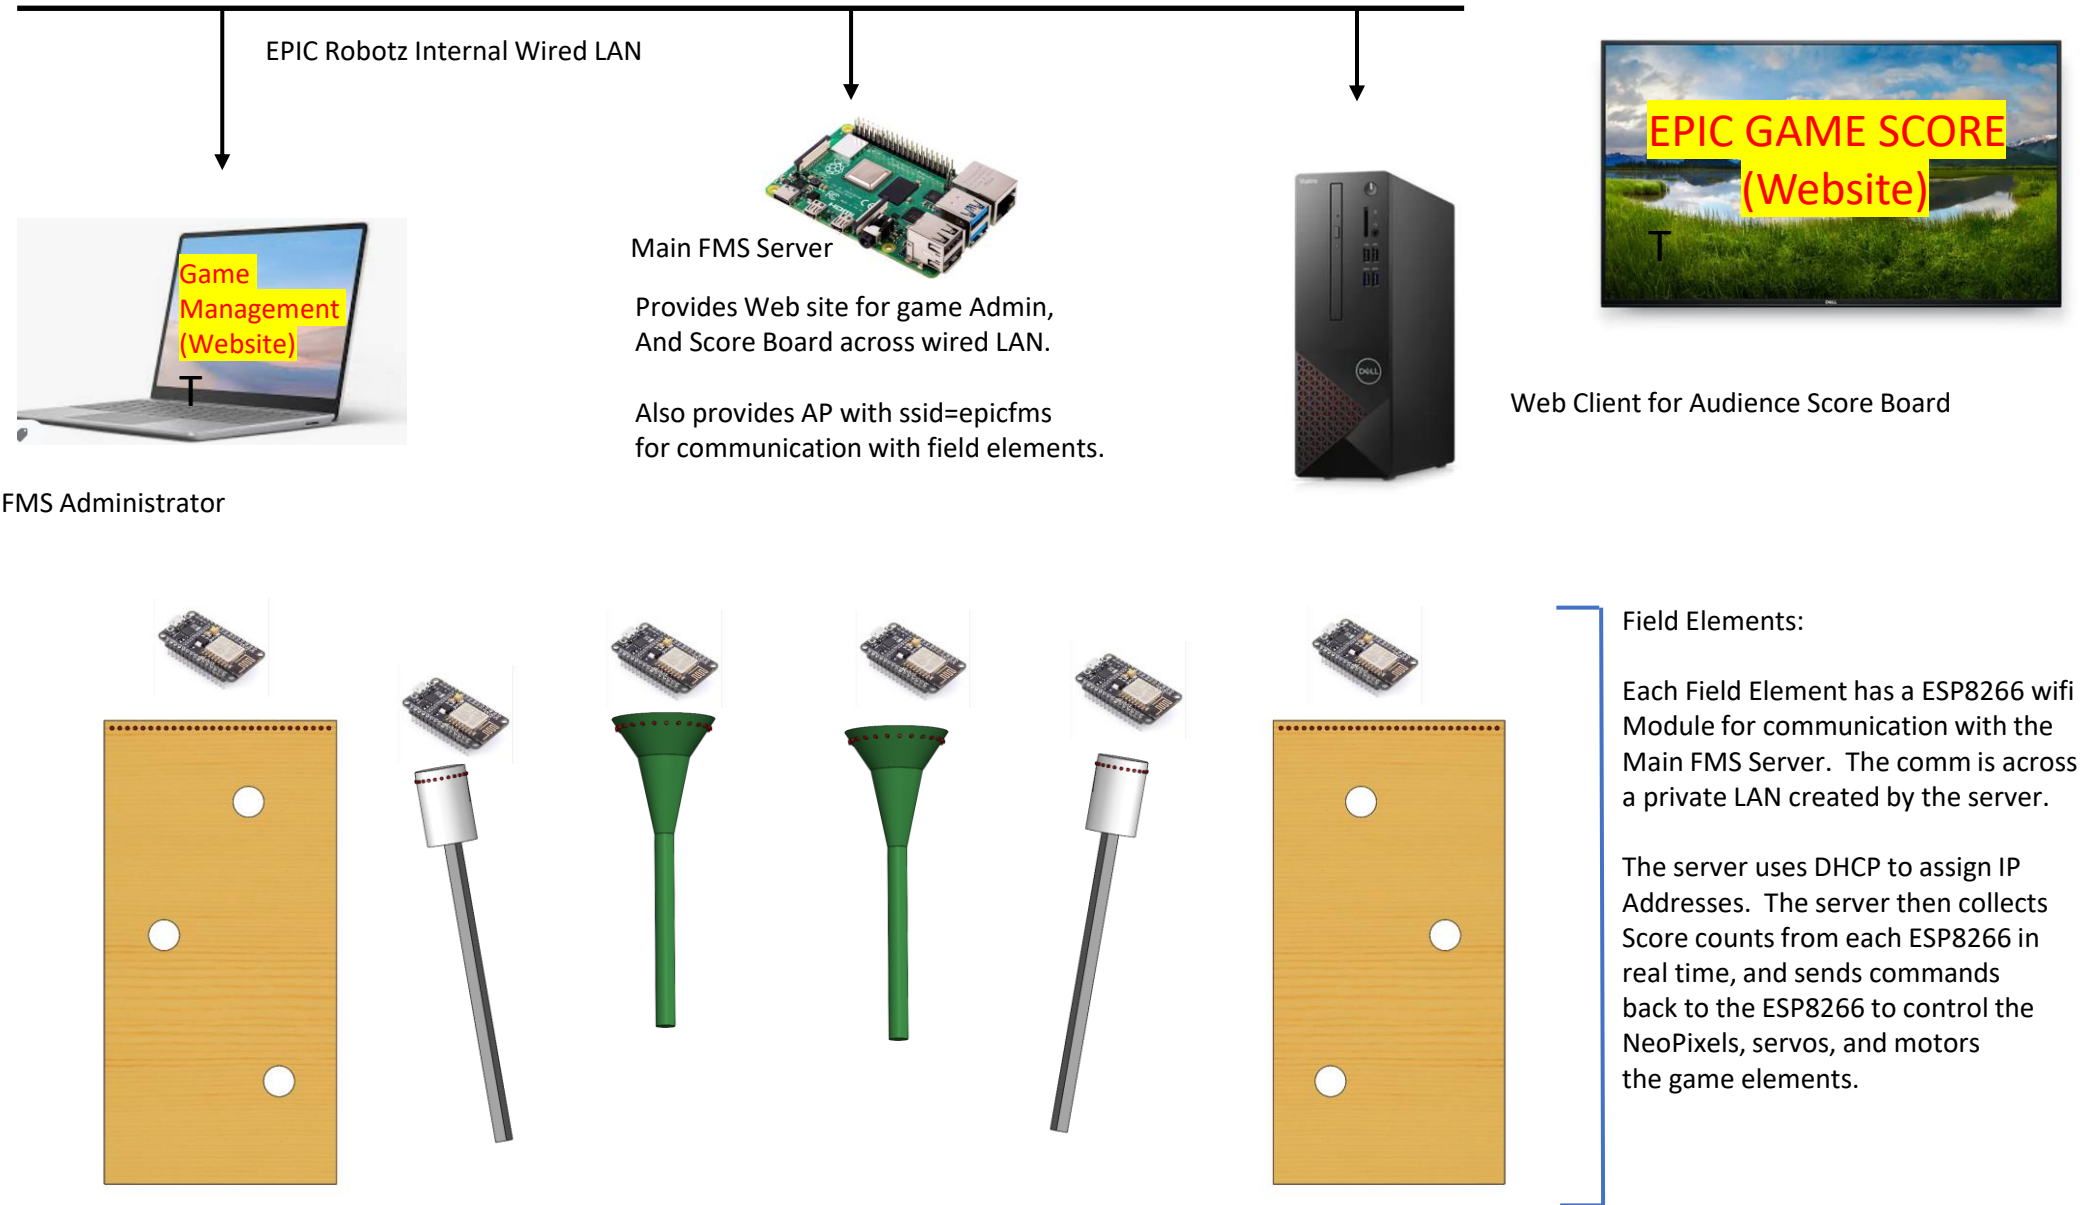 EPIC Robotz Internal Wired LAN
EPIC GAME SCORE
(Website)
T
Game
Management
(Website)
T
Main FMS Server
Provides Web site for game Admin,
And Score Board across wired LAN.
Also provides AP with ssid=epicfms
for communication with field elements.
DELL
DELL
Web Client for Audience Score Board
FMS Administrator
Field Elements:
Each Field Element has a ESP8266 wifi
Module for communication with the
Main FMS Server. The comm is across
a private LAN created by the server.
The server uses DHCP to assign IP
Addresses. The server then collects
Score counts from each ESP8266 in
real time, and sends commands
back to the ESP8266 to control the
NeoPixels, servos, and motors
the game elements.